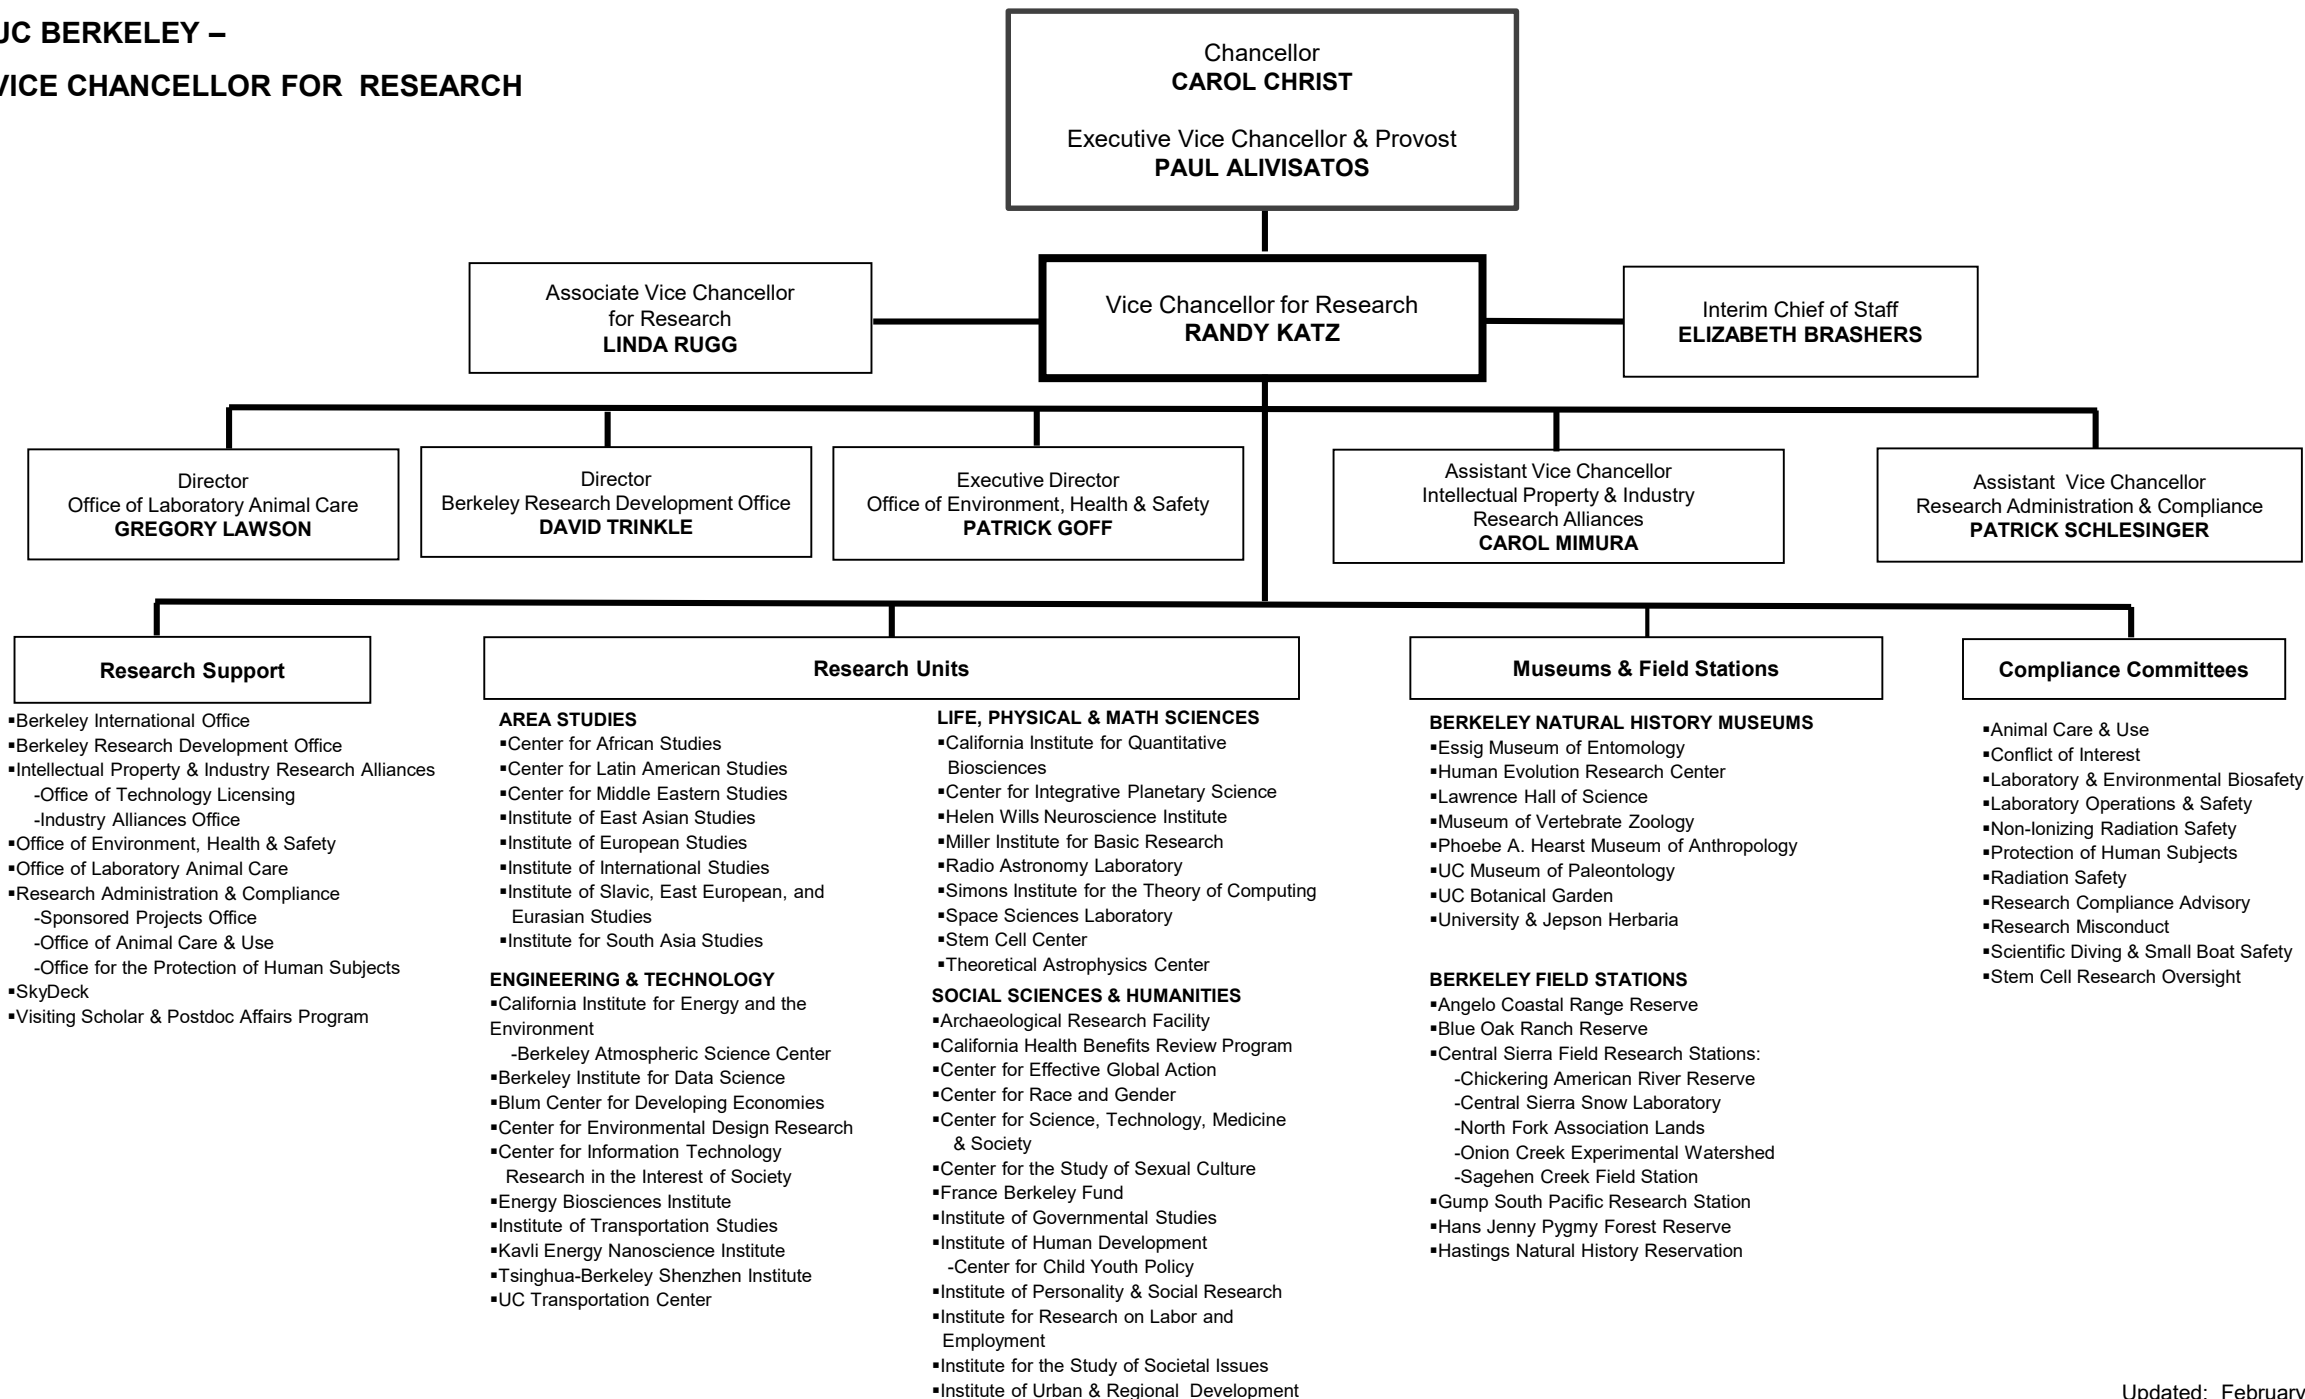 UC BERKELEY –
VICE CHANCELLOR FOR RESEARCH
Chancellor
CAROL CHRIST
Executive Vice Chancellor & Provost
PAUL ALIVISATOS
Associate Vice Chancellor
for Research
LINDA RUGG
Vice Chancellor for Research
RANDY KATZ
Interim Chief of Staff
ELIZABETH BRASHERS
Director
Office of Laboratory Animal Care
GREGORY LAWSON
Director
Berkeley Research Development Office
DAVID TRINKLE
Executive Director
Office of Environment, Health & Safety
PATRICK GOFF
Assistant Vice Chancellor
Intellectual Property & Industry
Research Alliances
CAROL MIMURA
Assistant Vice Chancellor
Research Administration & Compliance
PATRICK SCHLESINGER
Research Support
▪Berkeley International Office
▪Berkeley Research Development Office
▪Intellectual Property & Industry Research Alliances
-Office of Technology Licensing
-Industry Alliances Office
▪Office of Environment, Health & Safety
▪Office of Laboratory Animal Care
▪Research Administration & Compliance
-Sponsored Projects Office
-Office of Animal Care & Use
-Office for the Protection of Human Subjects
▪SkyDeck
▪Visiting Scholar & Postdoc Affairs Program
Research Units
AREA STUDIES
▪Center for African Studies
▪Center for Latin American Studies
▪Center for Middle Eastern Studies
▪Institute of East Asian Studies
▪Institute of European Studies
▪Institute of International Studies
▪Institute of Slavic, East European, and
Eurasian Studies
▪Institute for South Asia Studies
ENGINEERING & TECHNOLOGY
▪California Institute for Energy and the
Environment
-Berkeley Atmospheric Science Center
▪Berkeley Institute for Data Science
▪Blum Center for Developing Economies
▪Center for Environmental Design Research
▪Center for Information Technology
Research in the Interest of Society
▪Energy Biosciences Institute
▪Institute of Transportation Studies
▪Kavli Energy Nanoscience Institute
▪Tsinghua-Berkeley Shenzhen Institute
▪UC Transportation Center
LIFE, PHYSICAL & MATH SCIENCES
▪California Institute for Quantitative
Biosciences
▪Center for Integrative Planetary Science
▪Helen Wills Neuroscience Institute
▪Miller Institute for Basic Research
▪Radio Astronomy Laboratory
▪Simons Institute for the Theory of Computing
▪Space Sciences Laboratory
▪Stem Cell Center
▪Theoretical Astrophysics Center
SOCIAL SCIENCES & HUMANITIES
▪Archaeological Research Facility
▪California Health Benefits Review Program
▪Center for Effective Global Action
▪Center for Race and Gender
▪Center for Science, Technology, Medicine
& Society
▪Center for the Study of Sexual Culture
▪France Berkeley Fund
▪Institute of Governmental Studies
▪Institute of Human Development
-Center for Child Youth Policy
▪Institute of Personality & Social Research
▪Institute for Research on Labor and
Employment
▪Institute for the Study of Societal Issues
▪Institute of Urban & Regional Development
Museums & Field Stations
BERKELEY NATURAL HISTORY MUSEUMS
▪Essig Museum of Entomology
▪Human Evolution Research Center
▪Lawrence Hall of Science
▪Museum of Vertebrate Zoology
▪Phoebe A. Hearst Museum of Anthropology
▪UC Museum of Paleontology
▪UC Botanical Garden
▪University & Jepson Herbaria
BERKELEY FIELD STATIONS
▪Angelo Coastal Range Reserve
▪Blue Oak Ranch Reserve
▪Central Sierra Field Research Stations:
-Chickering American River Reserve
-Central Sierra Snow Laboratory
-North Fork Association Lands
-Onion Creek Experimental Watershed
-Sagehen Creek Field Station
▪Gump South Pacific Research Station
▪Hans Jenny Pygmy Forest Reserve
▪Hastings Natural History Reservation
Compliance Committees
▪Animal Care & Use
▪Conflict of Interest
▪Laboratory & Environmental Biosafety
▪Laboratory Operations & Safety
▪Non-Ionizing Radiation Safety
▪Protection of Human Subjects
▪Radiation Safety
▪Research Compliance Advisory
▪Research Misconduct
▪Scientific Diving & Small Boat Safety
▪Stem Cell Research Oversight
Updated: February